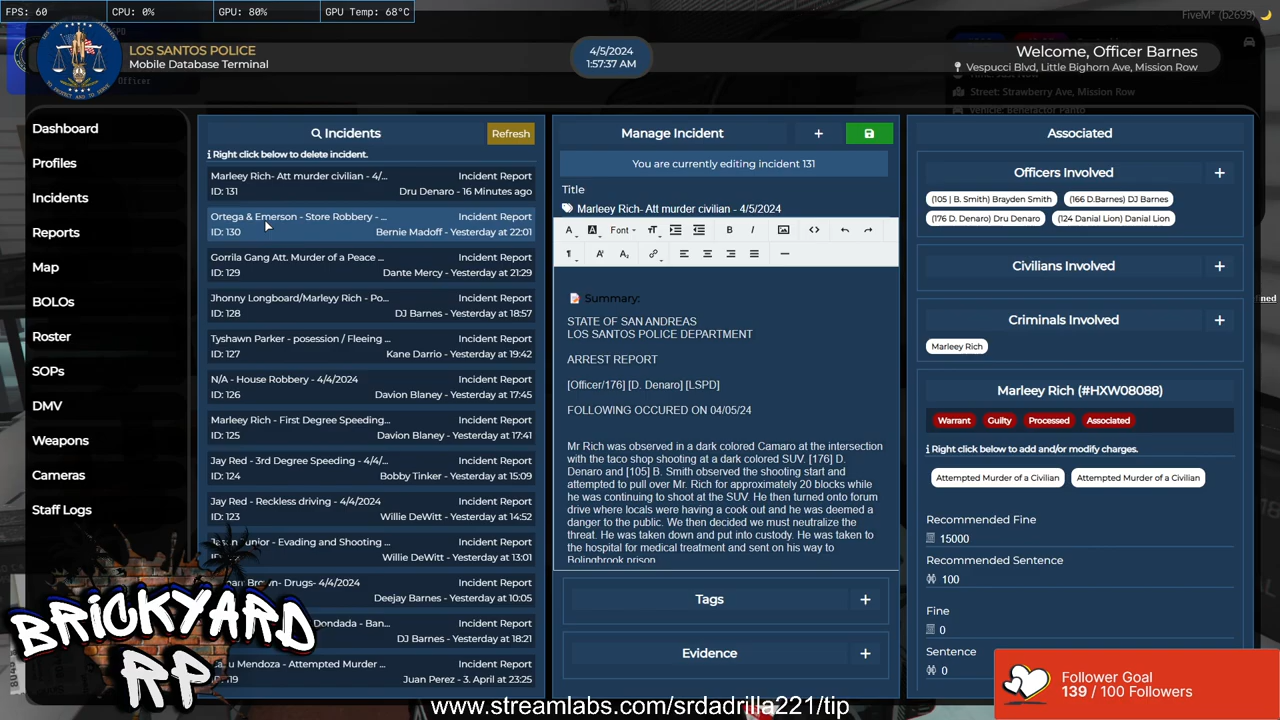 FPS: 60
CPU: 0%
GPU: 80%
GPU Temp: 68°C
FiveM* (b2699)
LOS SANTOS POLICE
Mobile Database Terminal
Officer
4/5/2024
1:57:37 AM
Welcome, Officer Barnes
Vespucci Blvd, Little Bighorn Ave, Mission Row
Street: Strawberry Ave, Mission Row
Vehicle: Benefactor Panto
Dashboard
Profiles
Incidents
Reports
Map
BOLOs
Roster
SOPs
DMV
Weapons
Cameras
Staff Logs
Incidents
Refresh
Right click below to delete incident.
Marleey Rich- Att murder civilian - 4/...
Incident Report
ID: 131
Dru Denaro - 16 Minutes ago
Ortega & Emerson - Store Robbery - ...
Incident Report
ID: 130
Bernie Madoff - Yesterday at 22:01
Gorrila Gang Att. Murder of a Peace ...
Incident Report
ID: 129
Dante Mercy - Yesterday at 21:29
Jhonny Longboard/Marleyy Rich - Po...
Incident Report
ID: 128
DJ Barnes - Yesterday at 18:57
Tyshawn Parker - posession / Fleeing ...
Incident Report
ID: 127
Kane Darrio - Yesterday at 19:42
N/A - House Robbery - 4/4/2024
Incident Report
ID: 126
Davion Blaney - Yesterday at 17:45
Marleey Rich - First Degree Speeding...
Incident Report
ID: 125
Davion Blaney - Yesterday at 17:41
Jay Red - 3rd Degree Speeding - 4/4/...
Incident Report
ID: 124
Bobby Tinker - Yesterday at 15:09
Jay Red - Reckless driving - 4/4/2024
Incident Report
ID: 123
Willie DeWitt - Yesterday at 14:52
Junior - Evading and Shooting ...
Incident Report
Willie DeWitt - Yesterday at 13:01
Brown- Drugs- 4/4/2024
Incident Report
Deejay Barnes - Yesterday at 10:05
Dondada - Ban...
Incident Report
DJ Barnes - Yesterday at 18:21
Mendoza - Attempted Murder ...
Incident Report
119
Juan Perez - 3. April at 23:25
Manage Incident
You are currently editing incident 131
Title
Marleey Rich- Att murder civilian - 4/5/2024
Font
Summary:
STATE OF SAN ANDREAS
LOS SANTOS POLICE DEPARTMENT
ARREST REPORT
[Officer/176] [D. Denaro] [LSPD]
FOLLOWING OCCURED ON 04/05/24
Mr Rich was observed in a dark colored Camaro at the intersection
with the taco shop shooting at a dark colored SUV. [176] D.
Denaro and [105] B. Smith observed the shooting start and
attempted to pull over Mr. Rich for approximately 20 blocks while
he was continuing to shoot at the SUV. He then turned onto forum
drive where locals were having a cook out and he was deemed a
danger to the public. We then decided we must neutralize the
threat. He was taken down and put into custody. He was taken to
the hospital for medical treatment and sent on his way to
Bolingbrook prison
Tags
Evidence
Associated
Officers Involved
(105 | B. Smith) Brayden Smith
(166 D.Barnes) DJ Barnes
(176 D. Denaro) Dru Denaro
(124 Danial Lion) Danial Lion
Civilians Involved
Criminals Involved
Marleey Rich
Marleey Rich (#HXW08088)
Warrant
Guilty
Processed
Associated
Right click below to add and/or modify charges.
Attempted Murder of a Civilian
Attempted Murder of a Civilian
Recommended Fine
15000
Recommended Sentence
100
Fine
0
Sentence
0
BRICKYARD
RP
Follower Goal
139 / 100 Followers
www.streamlabs.com/srdadrilla221/tip